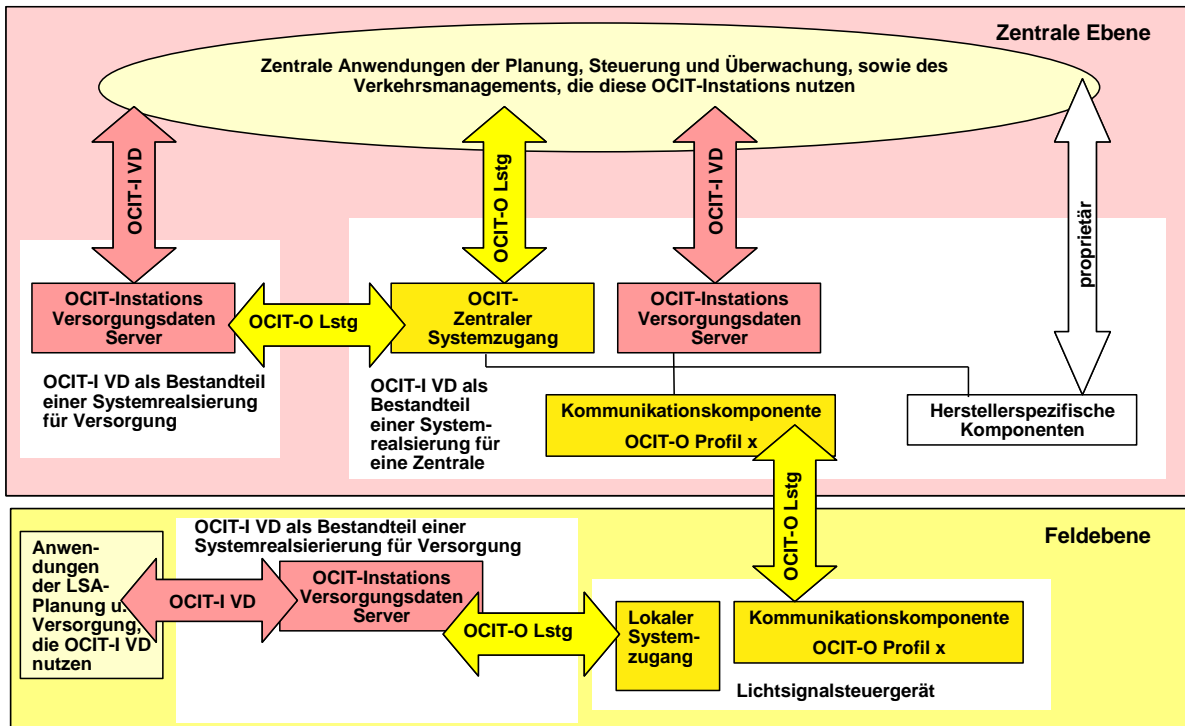 Zentrale Ebene
Zentrale Anwendungen der Planung, Steuerung und Überwachung, sowie des
Verkehrsmanagements, die diese OCIT-Instations nutzen
OCIT-I VD
OCIT-O Lstg
OCIT-I VD
proprietär
OCIT-Instations
Versorgungsdaten
Server
OCIT-O Lstg
OCIT-
Zentraler
Systemzugang
OCIT-Instations
Versorgungsdaten
Server
OCIT-I VD als Bestandteil
einer Systemrealsierung
für Versorgung
OCIT-I VD als
Bestandteil
einer System-
realsierung für
eine Zentrale
Kommunikationskomponente
OCIT-O Profil x
Herstellerspezifische
Komponenten
OCIT-O Lstg
Feldebene
OCIT-I VD als Bestandteil einer
Systemrealsierierung für Versorgung
Anwen-
dungen
der LSA-
Planung u.
Versorgung,
die OCIT-I VD
nutzen
OCIT-I VD
OCIT-Instations
Versorgungsdaten
Server
OCIT-O Lstg
Lokaler
System-
zugang
Kommunikationskomponente
OCIT-O Profil x
Lichtsignalsteuergerät